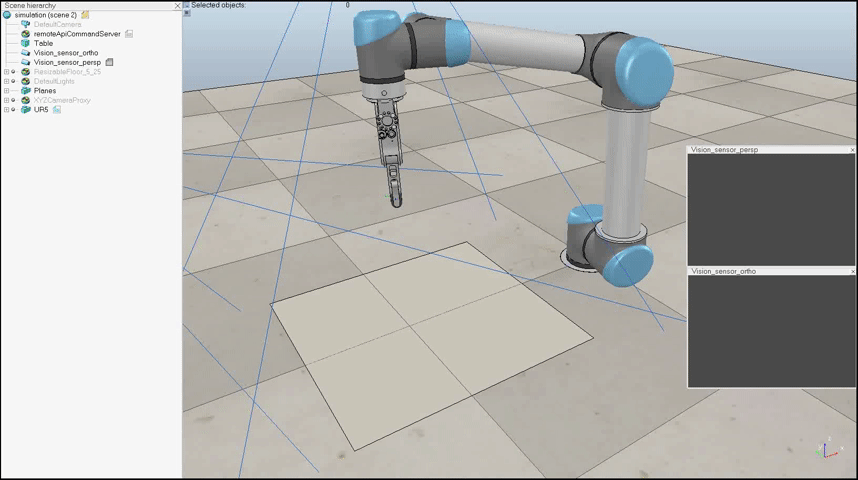 Scene hierarchy
simulation (scene 2)
DefaultCamera
remoteApiCommandServer
Table
Vision_sensor_ortho
Vision_sensor_persp
ResizableFloor_5_25
DefaultLights
Planes
XYZCameraProxy
UR5
Selected objects: 0
Vision_sensor_persp
Vision_sensor_ortho